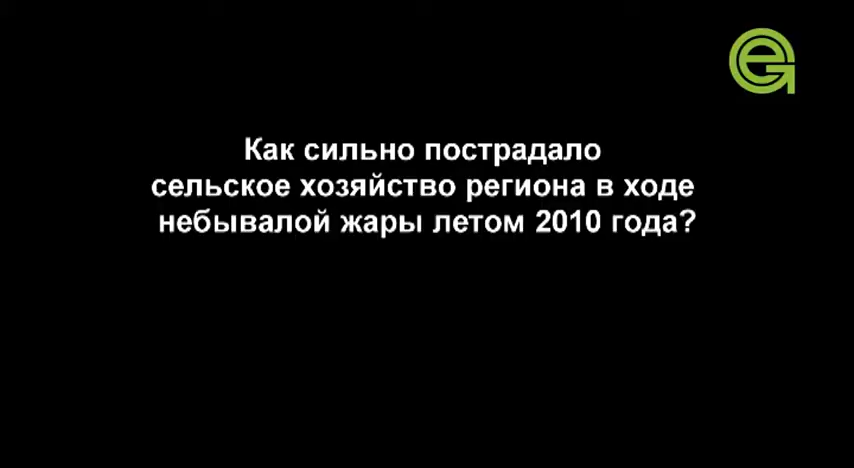 Как сильно пострадало
сельское хозяйство региона в ходе
небывалой жары летом 2010 года?